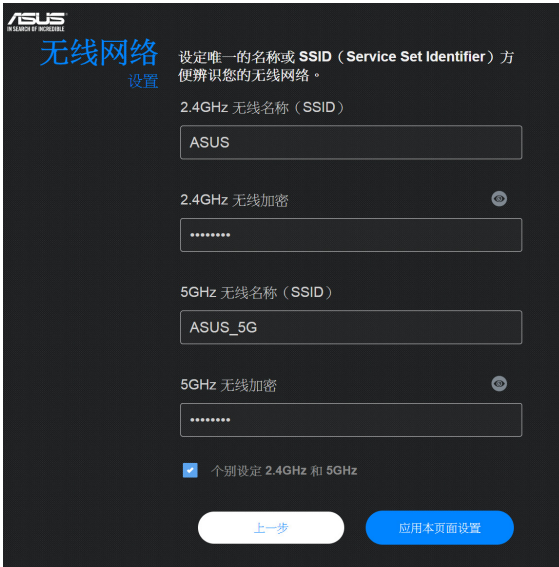 ASUS
IN SEARCH OF INCREDIBLE
无线网络
设置
设定唯一的名称或 SSID（Service Set Identifier）方
便辨识您的无线网络。
2.4GHz 无线名称（SSID）
ASUS
2.4GHz 无线加密
••••••••
5GHz 无线名称（SSID）
ASUS_5G
5GHz 无线加密
••••••••
个别设定 2.4GHz 和 5GHz
上一步
应用本页面设置